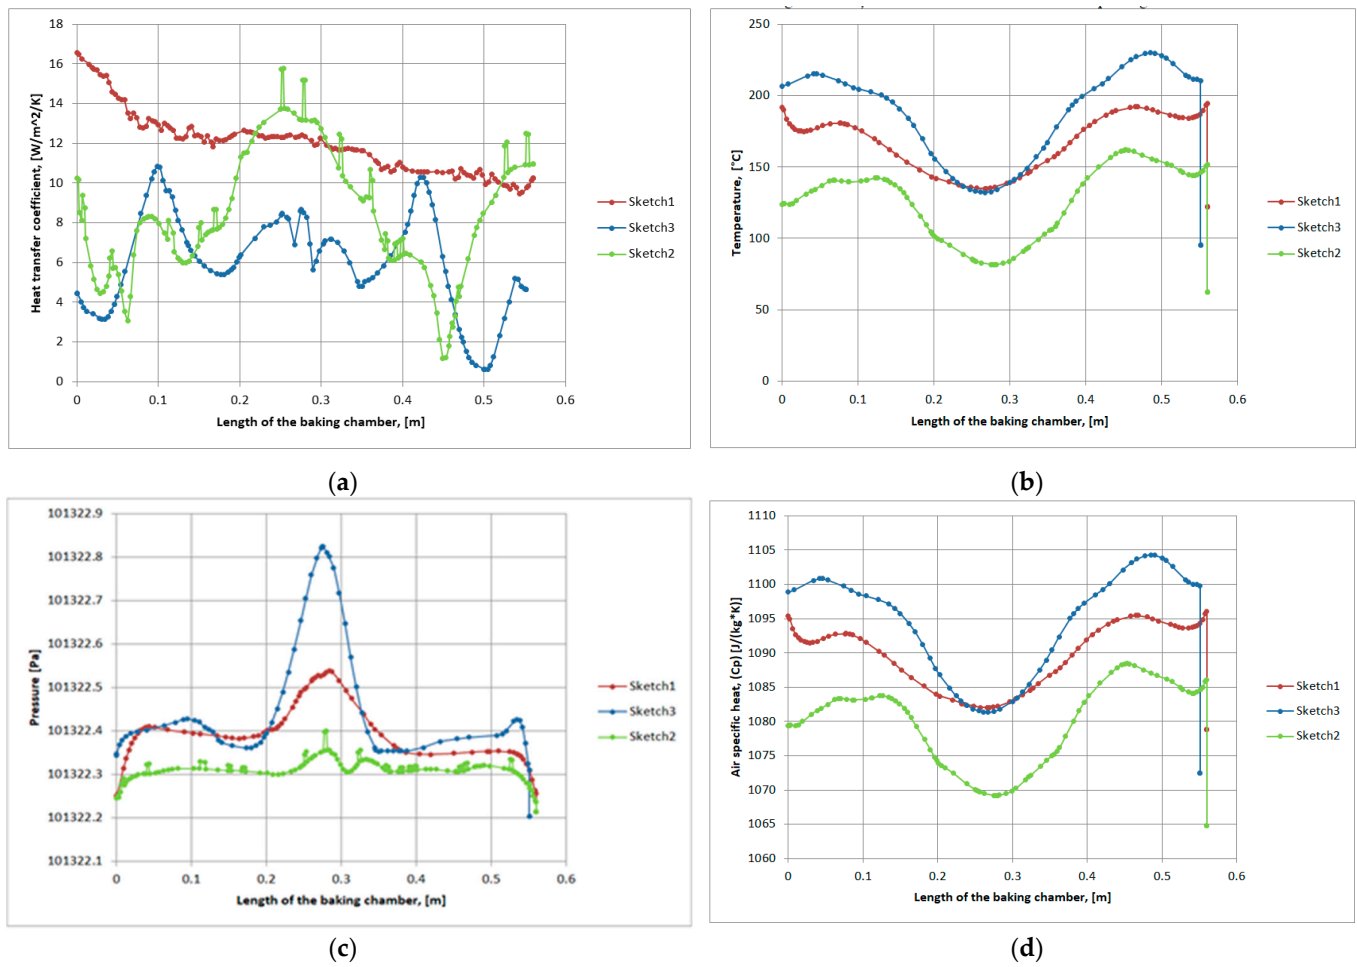 18
16
14
12
10
8
6
4
2
0
Heat transfer coefficient, [W/m^2/K]
0 0.1 0.2 0.3 0.4 0.5 0.6
Length of the baking chamber, [m]
Sketch1
Sketch3
Sketch2
(a)
250
200
150
100
50
0
Temperature, [°C]
0 0.1 0.2 0.3 0.4 0.5 0.6
Length of the baking chamber, [m]
Sketch1
Sketch3
Sketch2
(b)
101322.9
101322.8
101322.7
101322.6
101322.5
101322.4
101322.3
101322.2
101322.1
Pressure [Pa]
0 0.1 0.2 0.3 0.4 0.5 0.6
Length of the baking chamber, [m]
Sketch1
Sketch3
Sketch2
(c)
1110
1105
1100
1095
1090
1085
1080
1075
1070
1065
1060
Air specific heat, (Cp) [J/(kg*K)]
0 0.1 0.2 0.3 0.4 0.5 0.6
Length of the baking chamber, [m]
Sketch1
Sketch3
Sketch2
(d)